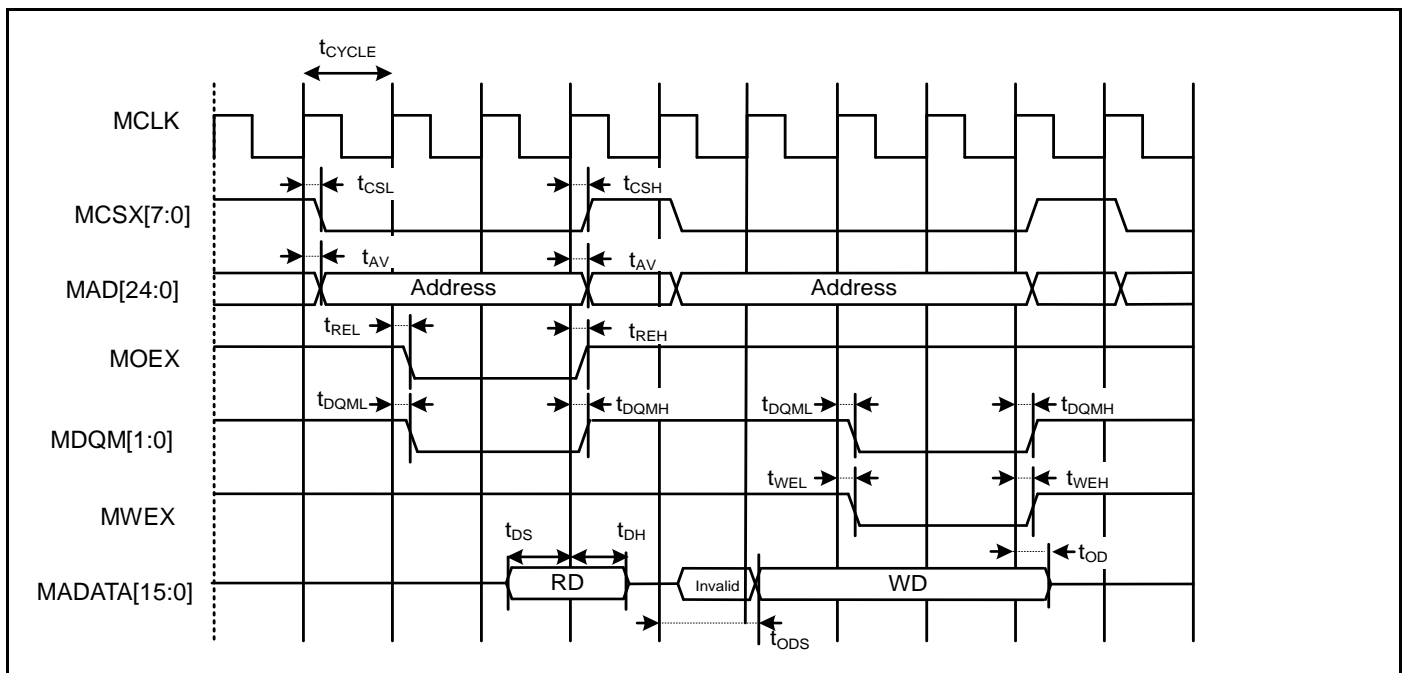 tCYCLE
MCLK
tCSL
tCSH
MCSX[7:0]
tAV
tAV
MAD[24:0]
Address
Address
tREL
tREH
MOEX
tDQML
tDQMH
tDQML
tDQMH
MDQM[1:0]
tWEL
tWEH
MWEX
tDS
tDH
tOD
MADATA[15:0]
RD
Invalid
WD
tODS